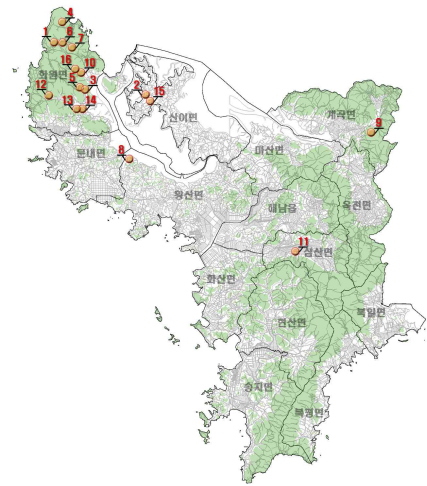 4
1
6
7
16
10
화원면
5
3
12
2
15
13
14
산이면
계곡면
9
문내면
8
마산면
황산면
해남읍
옥천면
11
삼산면
화산면
북일면
현산면
송지면
북평면